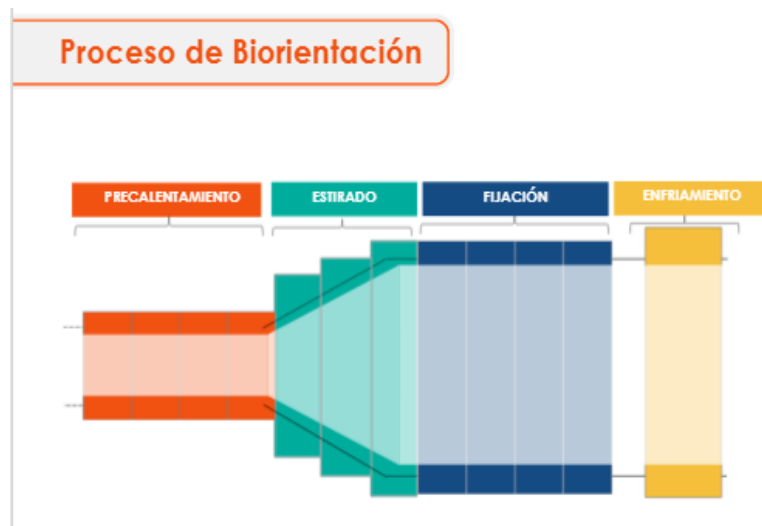 Proceso de Biorientación
PRECALENTAMIENTO
ESTIRADO
FIJACIÓN
ENFRIAMIENTO